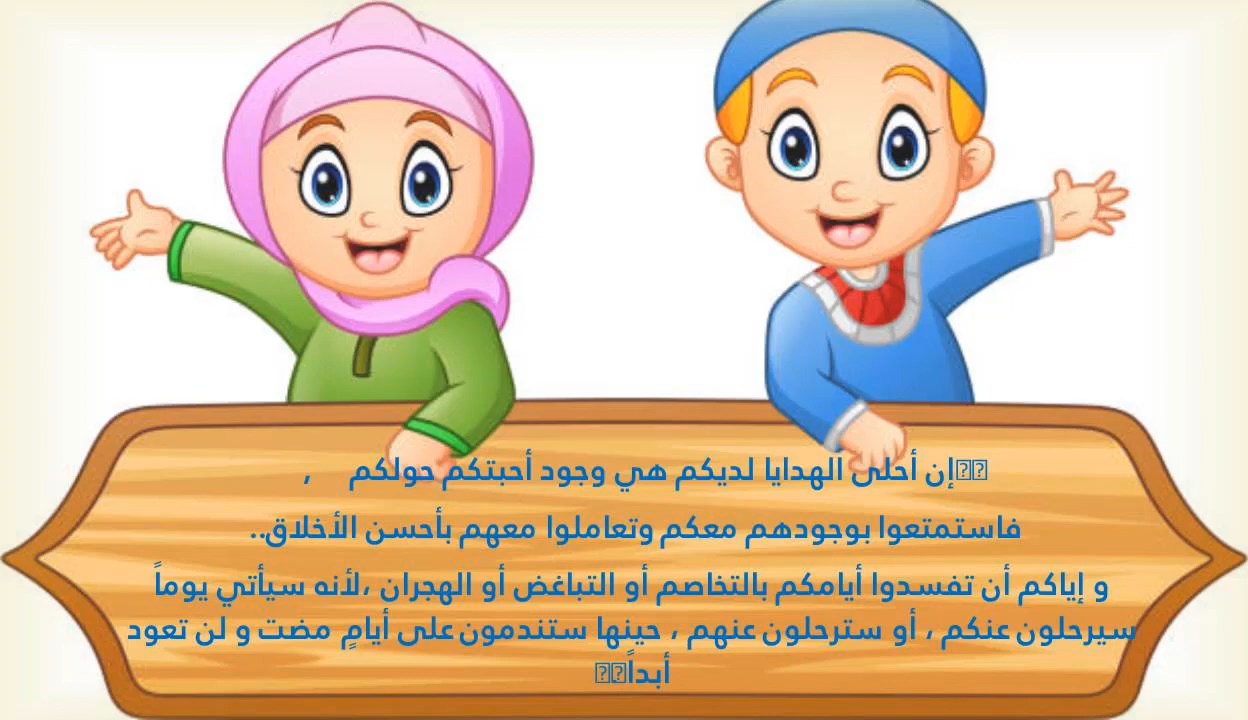 إن أحلى الهدايا لديكم هي وجود أحبتكم حولكم ,
فاستمتعوا بوجودهم معكم وتعاملوا معهم بأحسن الأخلاق..
و إياكم أن تفسدوا أيامكم بالتخاصم أو التباغض أو الهجران ،لأنه سيأتي يوماً
سيرحلون عنكم ، أو سترحلون عنهم ، حينها ستندمون على أيامٍ مضت و لن تعود
أبداً